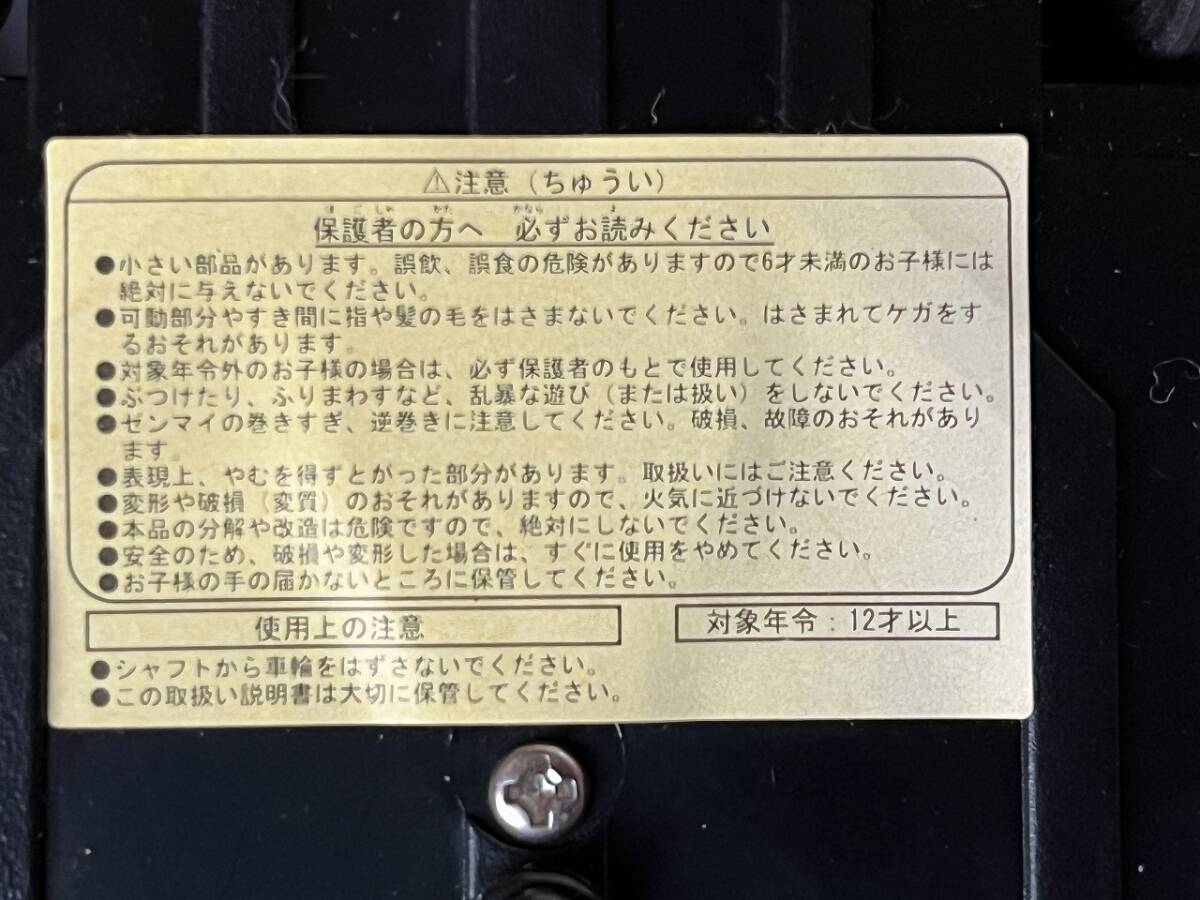 ⚠注意（ちゅうい）
保護者の方へ　必ずお読みください
●小さい部品があります。誤飲、誤食の危険がありますので6才未満のお子様には
絶対に与えないでください。
●可動部分やすき間に指や髪の毛をはさまないでください。はさまれてケガをす
るおそれがあります。
●対象年令外のお子様の場合は、必ず保護者のもとで使用してください。
●ぶつけたり、ふりまわすなど、乱暴な遊び（または扱い）をしないでください。
●ゼンマイの巻きすぎ、逆巻きに注意してください。破損、故障のおそれがあり
ます。
●表現上、やむを得ずとがった部分があります。取扱いにはご注意ください。
●変形や破損（変質）のおそれがありますので、火気に近づけないでください。
●本品の分解や改造は危険ですので、絶対にしないでください。
●安全のため、破損や変形した場合は、すぐに使用をやめてください。
●お子様の手の届かないところに保管してください。
使用上の注意
対象年令：12才以上
●シャフトから車輪をはずさないでください。
●この取扱い説明書は大切に保管してください。